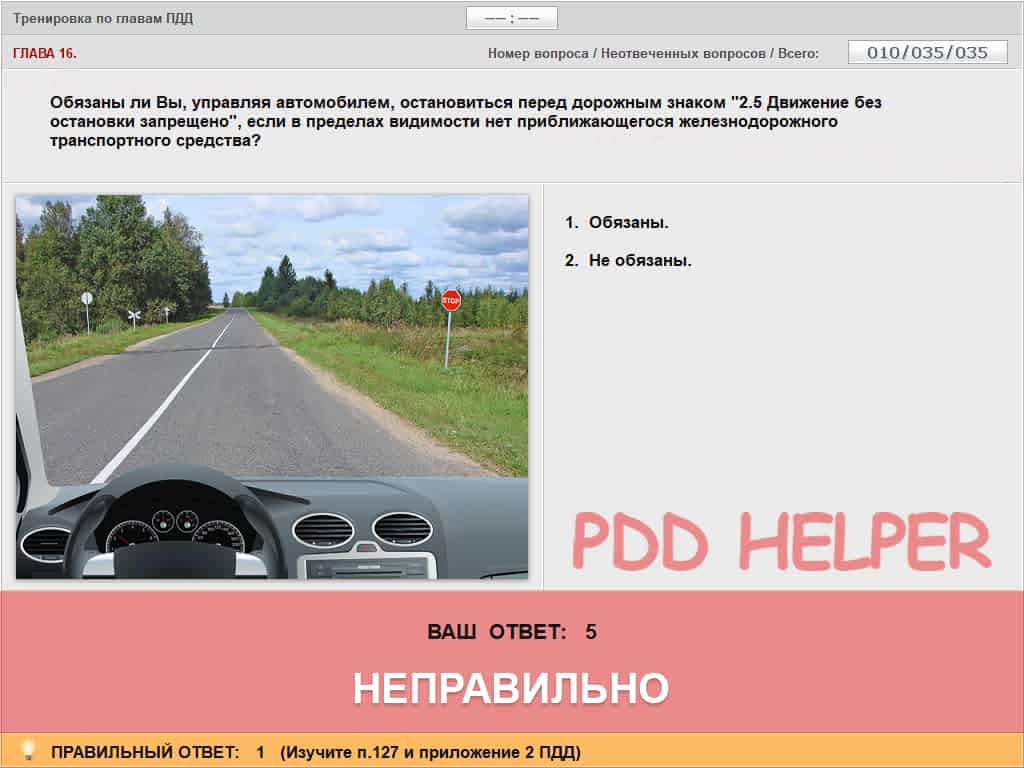 Тренировка по главам ПДД
—— : ——
ГЛАВА 16.
Номер вопроса / Неотвеченных вопросов / Всего:
010/035/035
Обязаны ли Вы, управляя автомобилем, остановиться перед дорожным знаком "2.5 Движение без
остановки запрещено", если в пределах видимости нет приближающегося железнодорожного
транспортного средства?
STOP
1. Обязаны.
2. Не обязаны.
PDD HELPER
ВАШ ОТВЕТ: 5
НЕПРАВИЛЬНО
ПРАВИЛЬНЫЙ ОТВЕТ: 1 (Изучите п.127 и приложение 2 ПДД)